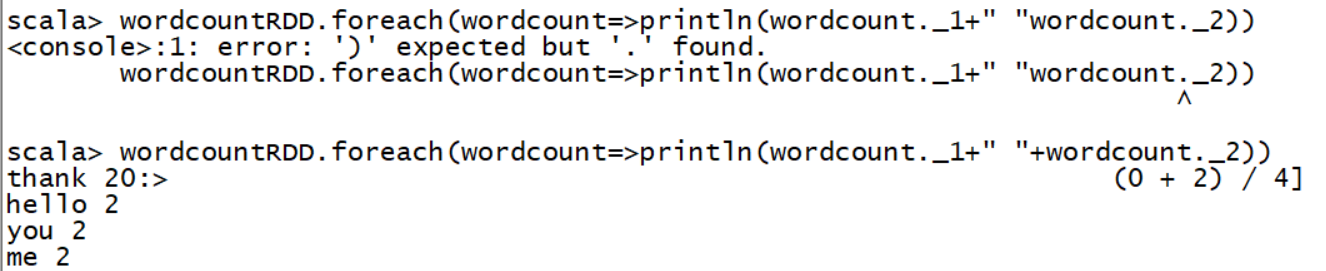 scala> wordcountRDD.foreach(wordcount=>println(wordcount._1+" "wordcount._2))
<console>:1: error: ')' expected but '.' found.
       wordcountRDD.foreach(wordcount=>println(wordcount._1+" "wordcount._2))
                                                                          ^
scala> wordcountRDD.foreach(wordcount=>println(wordcount._1+" "+wordcount._2))
thank 20:>                                                            (0 + 2) / 4]
hello 2
you 2
me 2